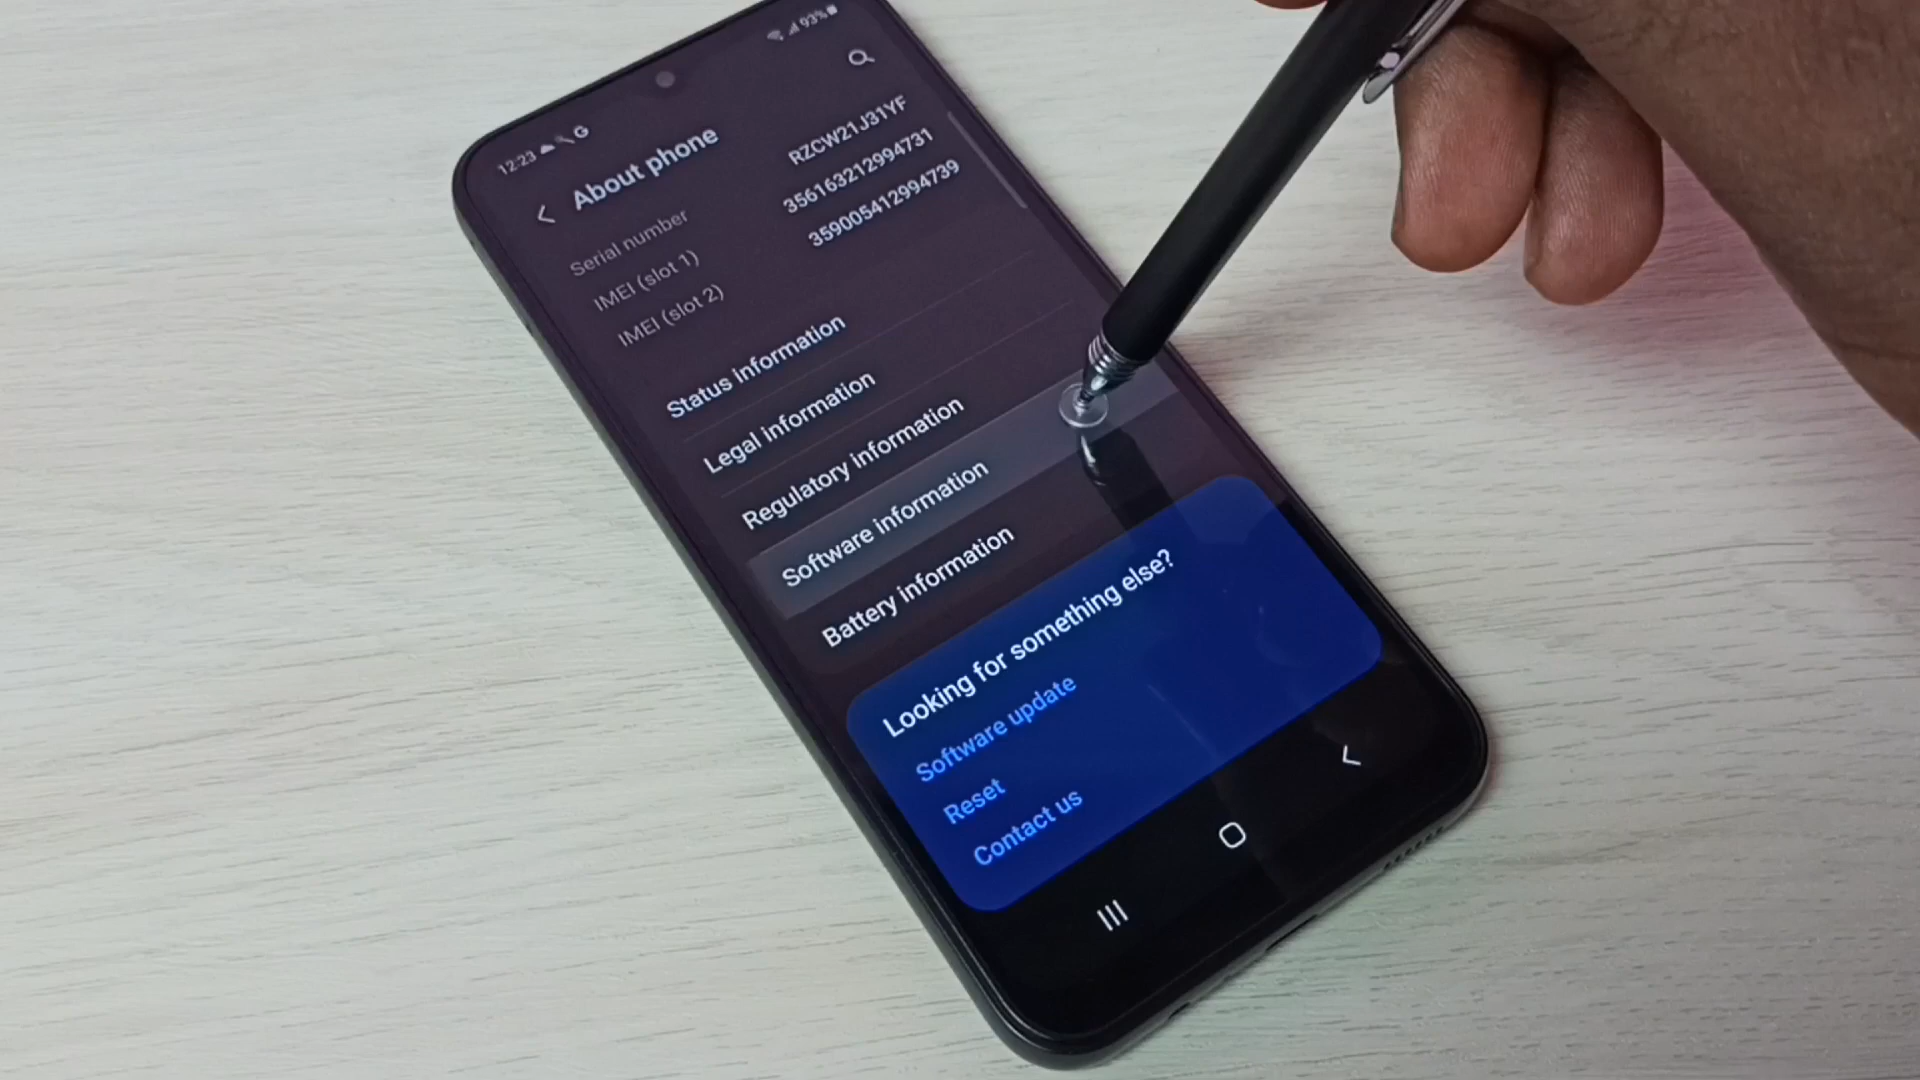 12:23 G 93%
About phone
Serial number RZCW21J31YF
IMEI (slot 1) 356163212994731
IMEI (slot 2) 359005412994739
Status information
Legal information
Regulatory information
Software information
Battery information
Looking for something else?
Software update
Reset
Contact us